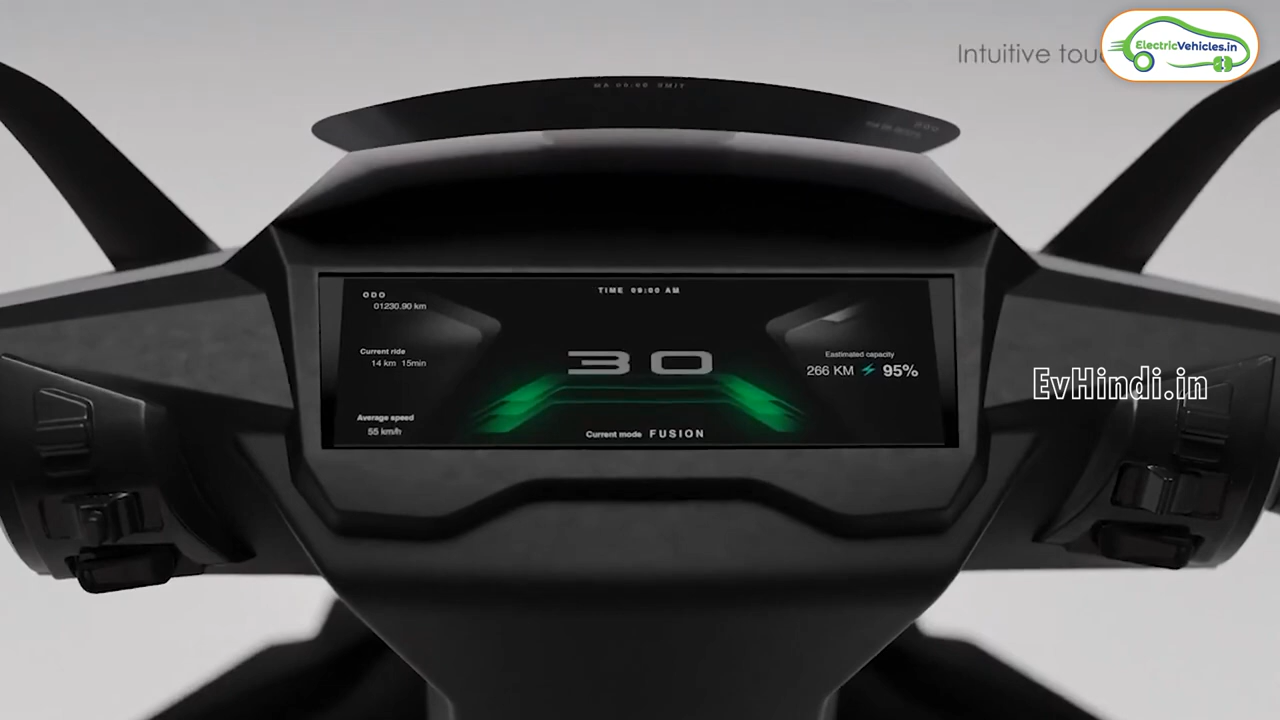 Intuitive touc
ElectricVehicles.in
ODO
01230.90 km
TIME 09:00 AM
Current ride
14 km 15min
30
Eastimated capacity
266 KM 95%
Average speed
55 km/h
Current mode FUSION
EvHindi.in